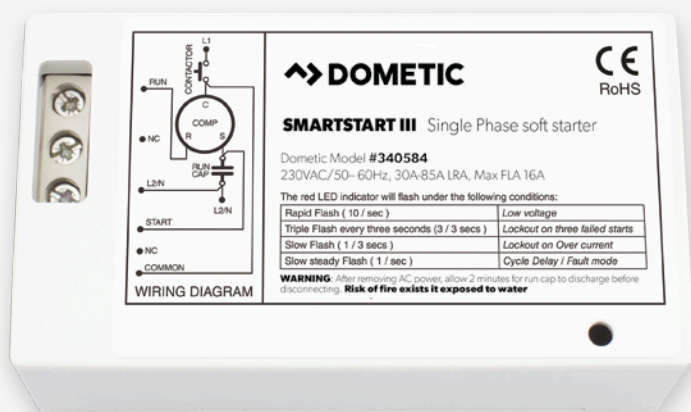 L1
CONTACTOR
RUN
C
COMP
R S
NC
RUN
CAP
L2/N
L2/N
START
NC
COMMON
WIRING DIAGRAM
DOMETIC
CE
RoHS
SMARTSTART III Single Phase soft starter
Dometic Model #340584
230VAC/50– 60Hz, 30A-85A LRA, Max FLA 16A
The red LED indicator will flash under the following conditions:
Rapid Flash ( 10 / sec ) Low voltage
Triple Flash every three seconds (3 / 3 secs ) Lockout on three failed starts
Slow Flash ( 1 / 3 secs ) Lockout on Over current
Slow steady Flash ( 1 / sec ) Cycle Delay / Fault mode
WARNING: After removing AC power, allow 2 minutes for run cap to discharge before
disconnecting. Risk of fire exists it exposed to water